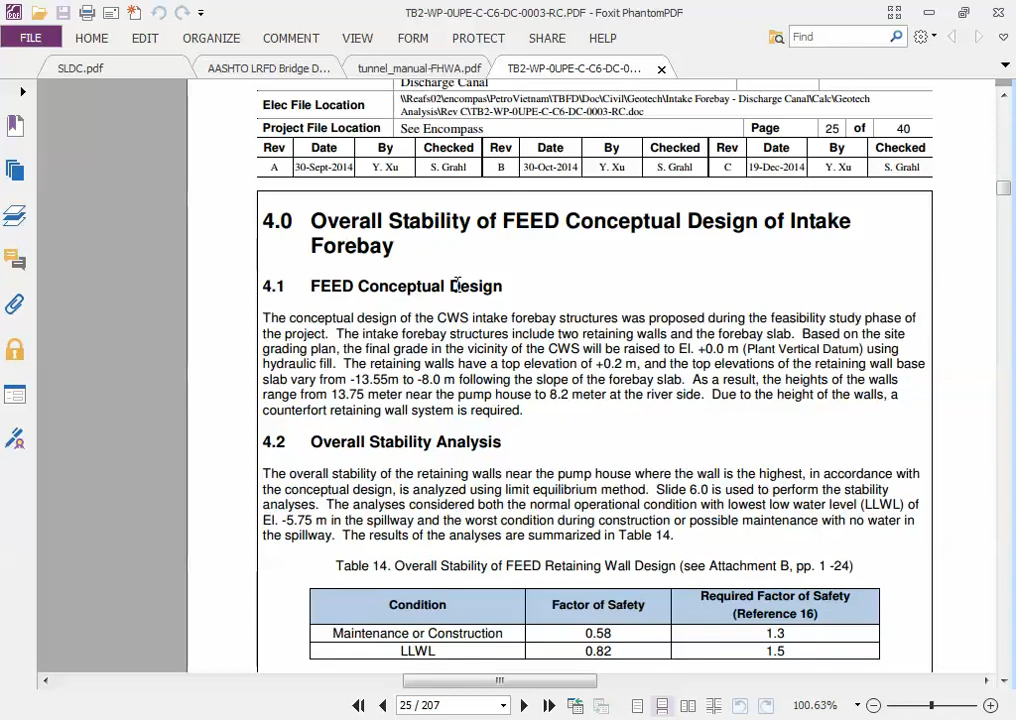 TB2-WP-0UPE-C-C6-DC-0003-RC.PDF - Foxit PhantomPDF
FILE HOME EDIT ORGANIZE COMMENT VIEW FORM PROTECT SHARE HELP Find
SLDC.pdf AASHTO LRFD Bridge D... tunnel_manual-FHWA.pdf TB2-WP-0UPE-C-C6-DC-0...
Discharge Canal
Elec File Location \\Reafs02\encompas\PetroVietnam\TBFD\Doc\Civil\Geotech\Intake Forebay - Discharge Canal\Calc\Geotech
Analysis\Rev C\TB2-WP-0UPE-C-C6-DC-0003-RC.doc
Project File Location See Encompass Page 25 of 40
Rev Date By Checked Rev Date By Checked Rev Date By Checked
A 30-Sept-2014 Y. Xu S. Grahl B 30-Oct-2014 Y. Xu S. Grahl C 19-Dec-2014 Y. Xu S. Grahl
4.0 Overall Stability of FEED Conceptual Design of Intake
Forebay
4.1 FEED Conceptual Design
The conceptual design of the CWS intake forebay structures was proposed during the feasibility study phase of
the project. The intake forebay structures include two retaining walls and the forebay slab. Based on the site
grading plan, the final grade in the vicinity of the CWS will be raised to El. +0.0 m (Plant Vertical Datum) using
hydraulic fill. The retaining walls have a top elevation of +0.2 m, and the top elevations of the retaining wall base
slab vary from -13.55m to -8.0 m following the slope of the forebay slab. As a result, the heights of the walls
range from 13.75 meter near the pump house to 8.2 meter at the river side. Due to the height of the walls, a
counterfort retaining wall system is required.
4.2 Overall Stability Analysis
The overall stability of the retaining walls near the pump house where the wall is the highest, in accordance with
the conceptual design, is analyzed using limit equilibrium method. Slide 6.0 is used to perform the stability
analyses. The analyses considered both the normal operational condition with lowest low water level (LLWL) of
El. -5.75 m in the spillway and the worst condition during construction or possible maintenance with no water in
the spillway. The results of the analyses are summarized in Table 14.
Table 14. Overall Stability of FEED Retaining Wall Design (see Attachment B, pp. 1 -24)
Condition Factor of Safety Required Factor of Safety
(Reference 16)
Maintenance or Construction 0.58 1.3
LLWL 0.82 1.5
25 / 207 100.63%